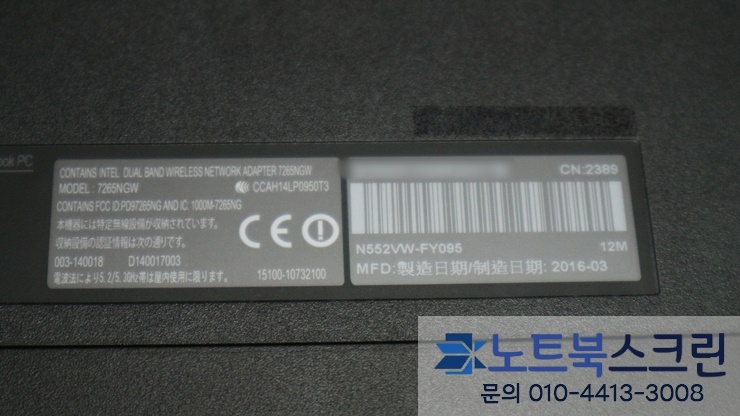 ook PC
CONTAINS INTEL DUAL BAND WIRELESS NETWORK ADAPTER 7265NGW
MODEL : 7265NGW
CCAH14LP0950T3
CONTAINS FCC ID:PD97265NG AND IC: 1000M-7265NG
本機器には特定無線設備が収納されています。
収納設備の認証情報は次の通りです。
003-140018 D140017003
電波法により5.2/5.3GHz帯は屋内使用に限ります。
15100-10732100
CE
CN:2389
N552VW-FY095
12M
MFD:製造日期/制造日期: 2016-03
노트북스크린
문의 010-4413-3008